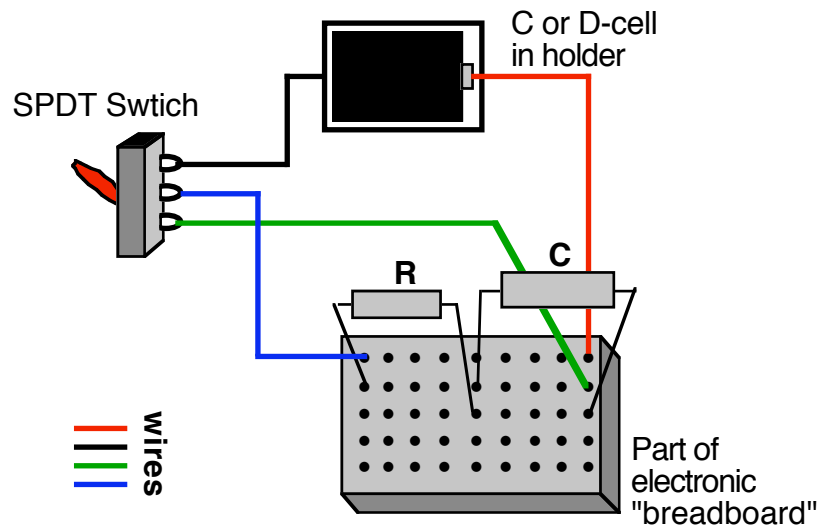 C or D-cell
in holder
SPDT Swtich
C
R
wires
Part of
electronic
"breadboard"